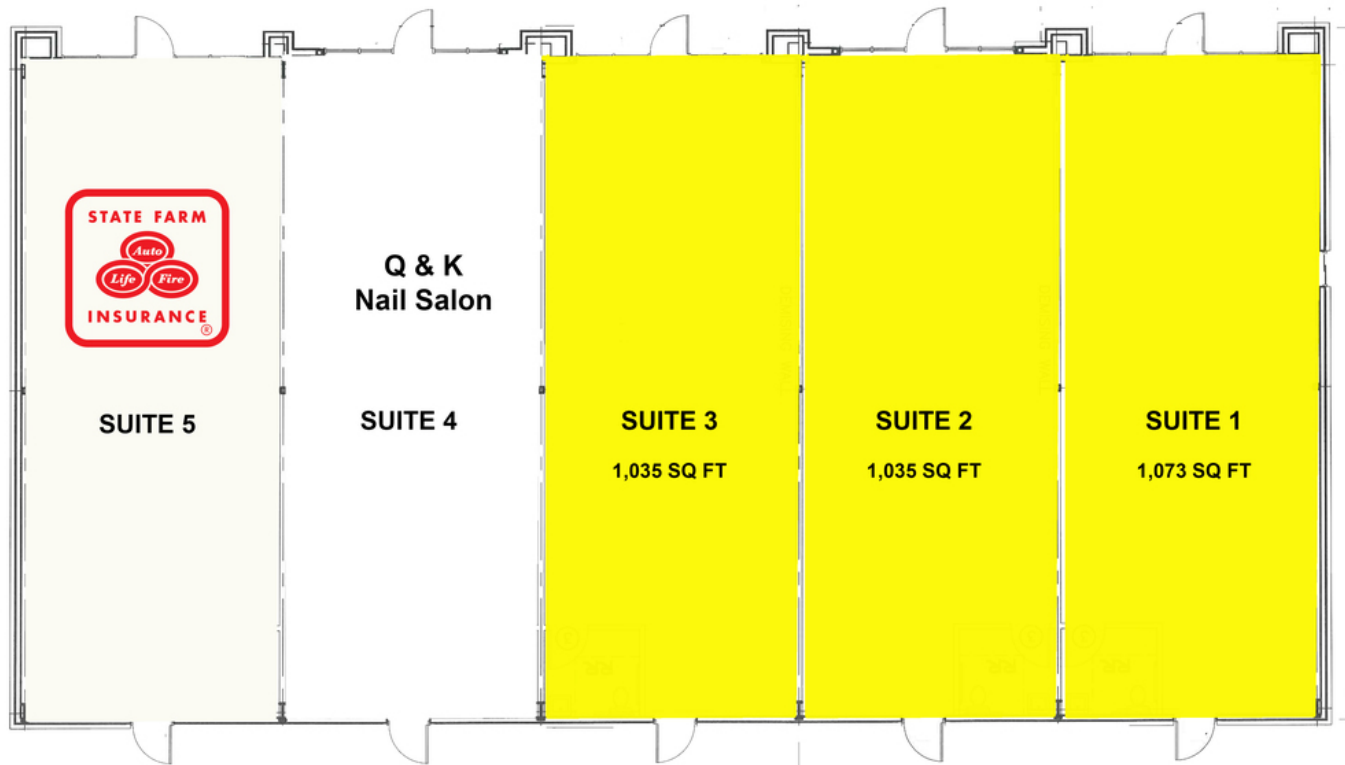 STATE FARM
Auto
Life Fire
INSURANCE
®
SUITE 5
Q & K
Nail Salon
SUITE 4
SUITE 3
1,035 SQ FT
SUITE 2
1,035 SQ FT
SUITE 1
1,073 SQ FT